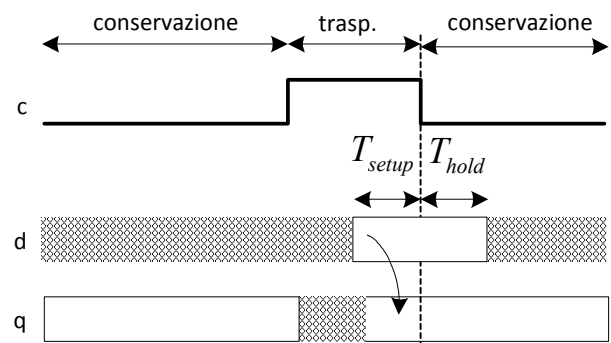 conservazione trasp. conservazione
c
T_setup T_hold
d
q